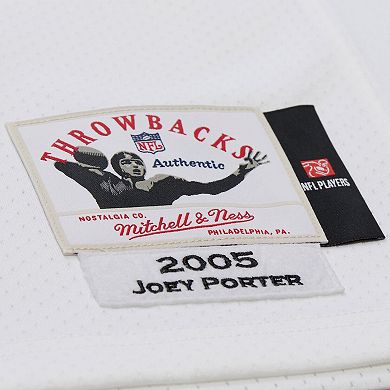 THROWBACKS
NFL
Authentic
NOSTALGIA CO.
Mitchell & Ness
PHILADELPHIA, PA.
NFL PLAYERS
2005
JOEY PORTER